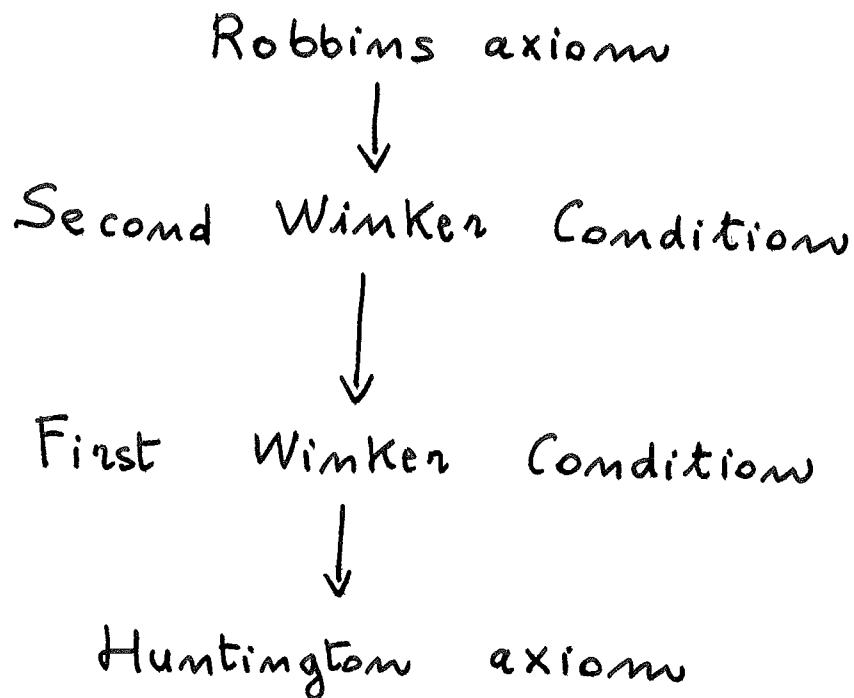 Robbins axiom
Second Winker Condition
First Winker Condition
Huntington axiom